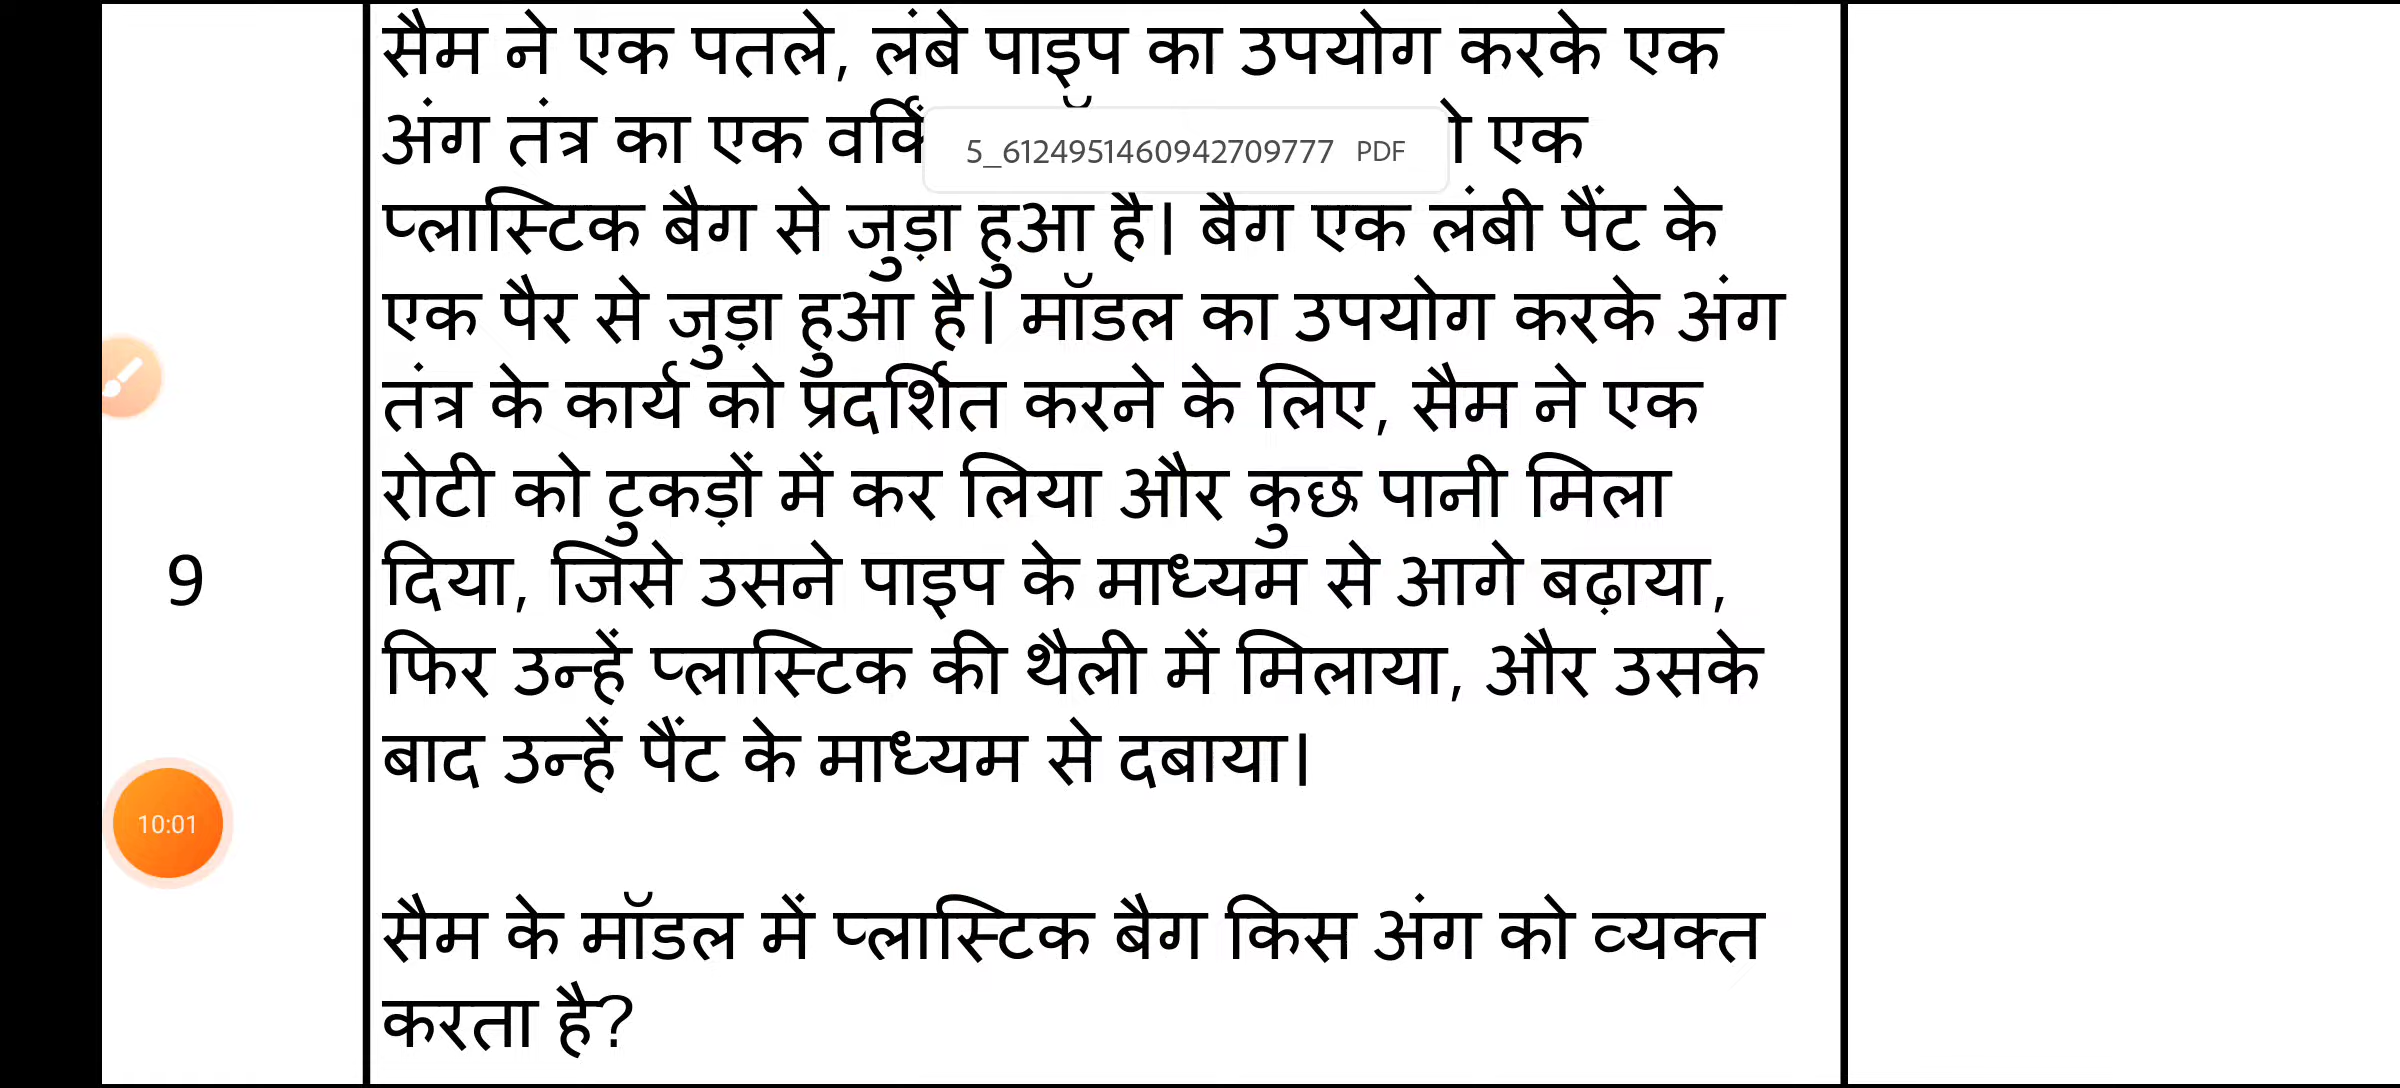 सैम ने एक पतले, लंबे पाइप का उपयोग करके एक
अंग तंत्र का एक एक
5_6124951460942709777 PDF
प्लास्टिक बैग से जुड़ा हुआ है। बैग एक लंबी पैंट के
एक पैर से जुड़ा हुआ है। मॉडल का उपयोग करके अंग
तंत्र के कार्य को प्रदर्शित करने के लिए, सैम ने एक
रोटी को टुकड़ों में कर लिया और कुछ पानी मिला
9
दिया, जिसे उसने पाइप के माध्यम से आगे बढ़ाया,
फिर उन्हें प्लास्टिक की थैली में मिलाया, और उसके
बाद उन्हें पैंट के माध्यम से दबाया।
10:01
सैम के मॉडल में प्लास्टिक बैग किस अंग को व्यक्त
करता है?